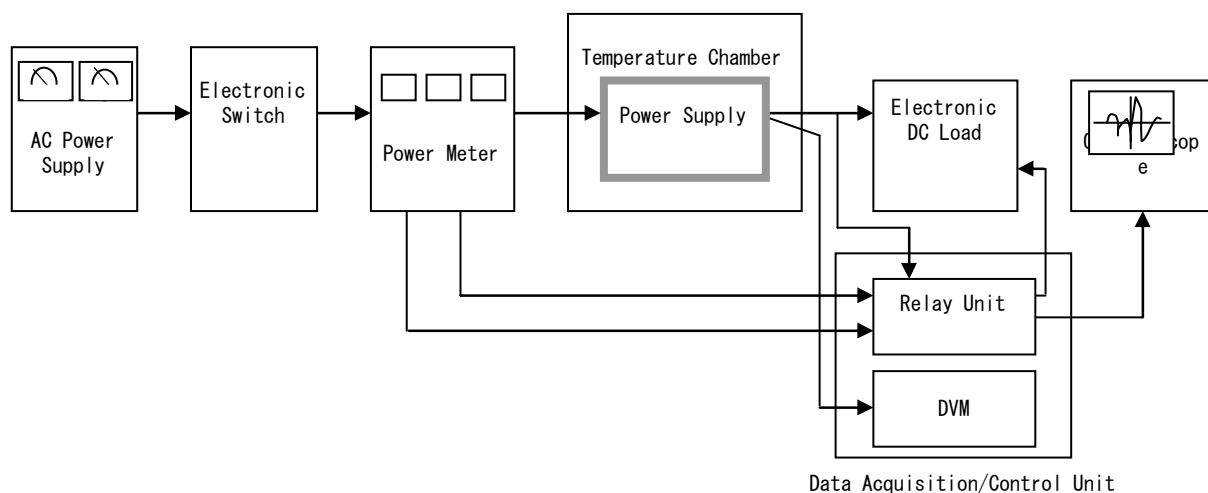 AC Power
Supply
Electronic
Switch
Power Meter
Temperature Chamber
Power Supply
Electronic
DC Load
Relay Unit
DVM
Data Acquisition/Control Unit